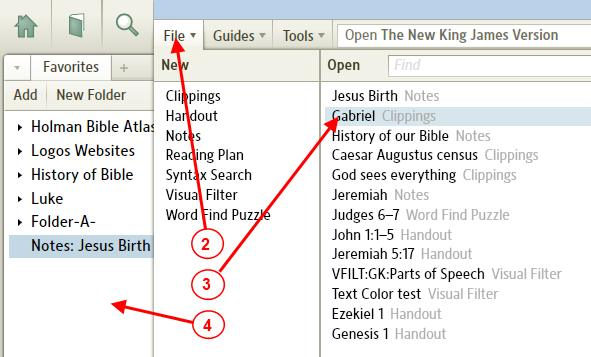 File Guides Tools Open The New King James Version
Favorites +
Add New Folder
Holman Bible Atlas
Logos Websites
History of Bible
Luke
Folder-A-
Notes: Jesus Birth
New
Clippings
Handout
Notes
Reading Plan
Syntax Search
Visual Filter
Word Find Puzzle
Open Find
Jesus Birth Notes
Gabriel Clippings
History of our Bible Notes
Caesar Augustus census Clippings
God sees everything Clippings
Jeremiah Notes
Judges 6–7 Word Find Puzzle
John 1:1–5 Handout
Jeremiah 5:17 Handout
VFILT:GK:Parts of Speech Visual Filter
Text Color test Visual Filter
Ezekiel 1 Handout
Genesis 1 Handout
2
3
4